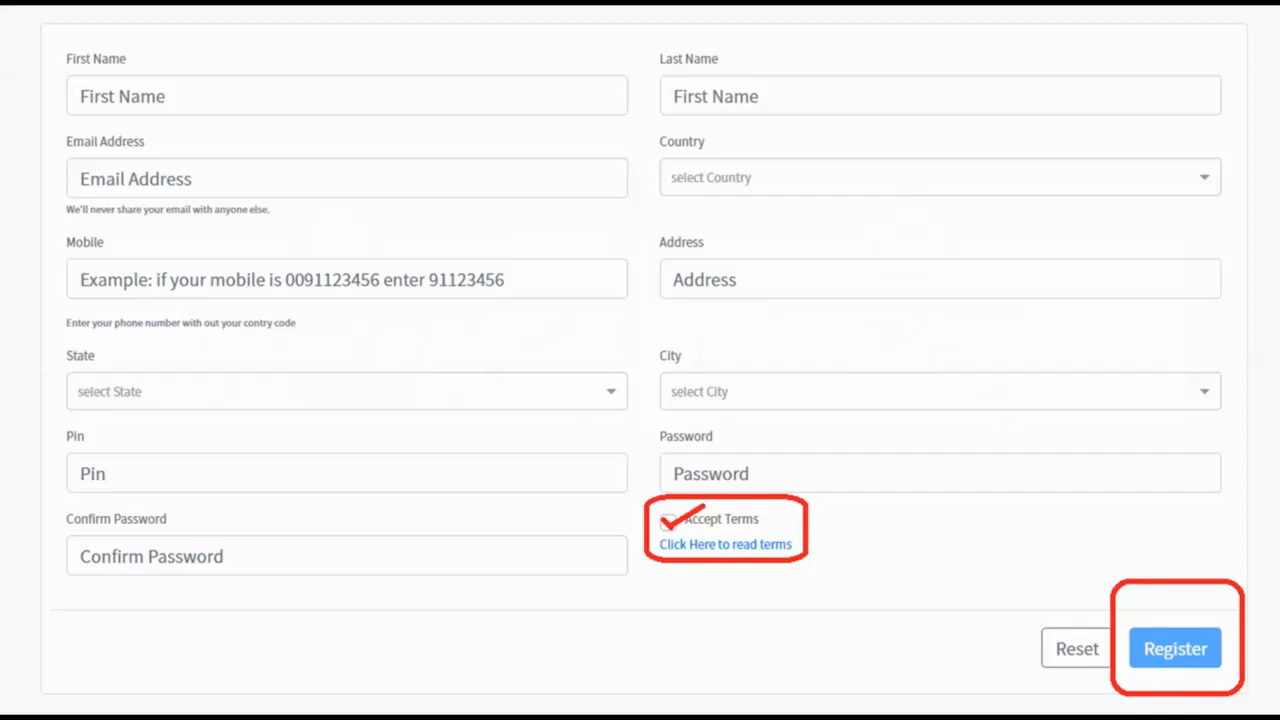 First Name
Last Name
First Name
First Name
Email Address
Country
Email Address
select Country
We'll never share your email with anyone else.
Mobile
Address
Example: if your mobile is 0091123456 enter 91123456
Address
Enter your phone number with out your contry code
State
City
select State
select City
Pin
Password
Pin
Password
Confirm Password
Accept Terms
Click Here to read terms
Confirm Password
Reset
Register